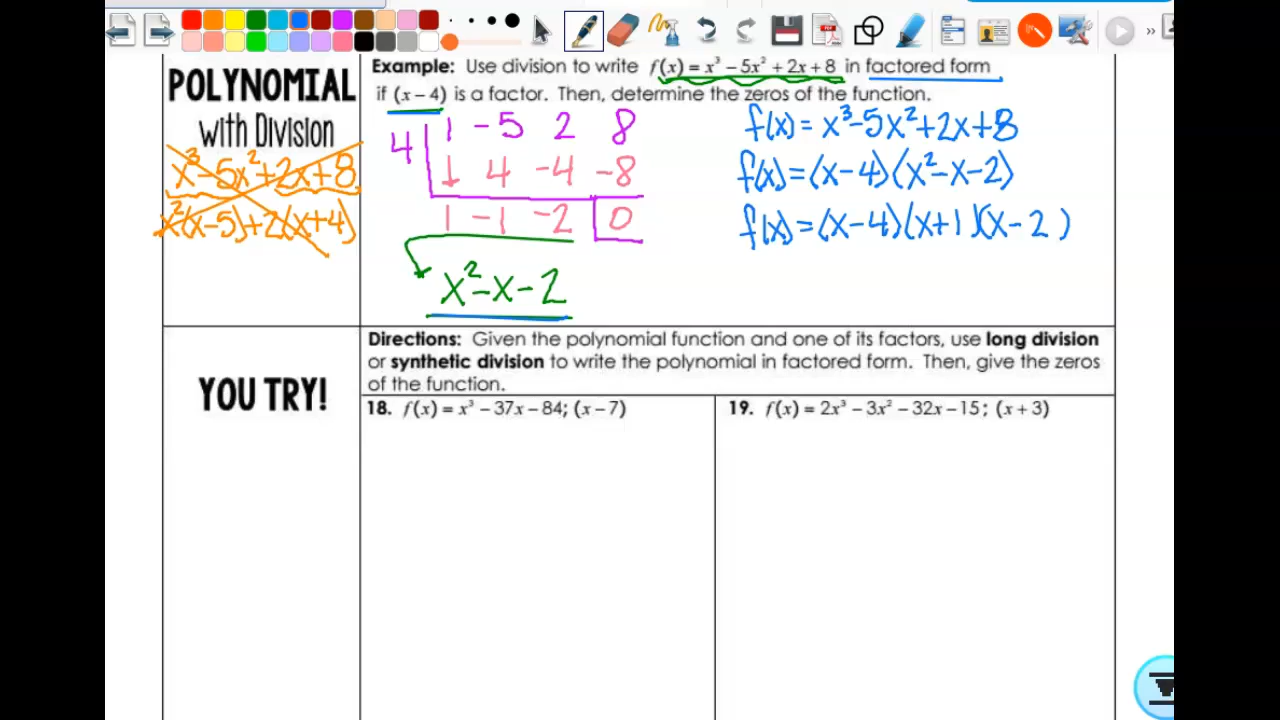 POLYNOMIAL
with Division
x³ - 5x² + 2x + 8
x²(x-5)+2(x+4)
Example: Use division to write f(x) = x³ − 5x² + 2x + 8 in factored form
if (x − 4) is a factor. Then, determine the zeros of the function.
4 1 -5 2 8
↓ 4 -4 -8
1 -1 -2 0
x² - x - 2
f(x) = x³-5x²+2x+8
f(x) = (x-4)(x²-x-2)
f(x) = (x-4)(x+1)(x-2)
YOU TRY!
Directions: Given the polynomial function and one of its factors, use long division
or synthetic division to write the polynomial in factored form. Then, give the zeros
of the function.
18. f(x) = x³ − 37x − 84; (x − 7)
19. f(x) = 2x³ − 3x² − 32x − 15; (x + 3)